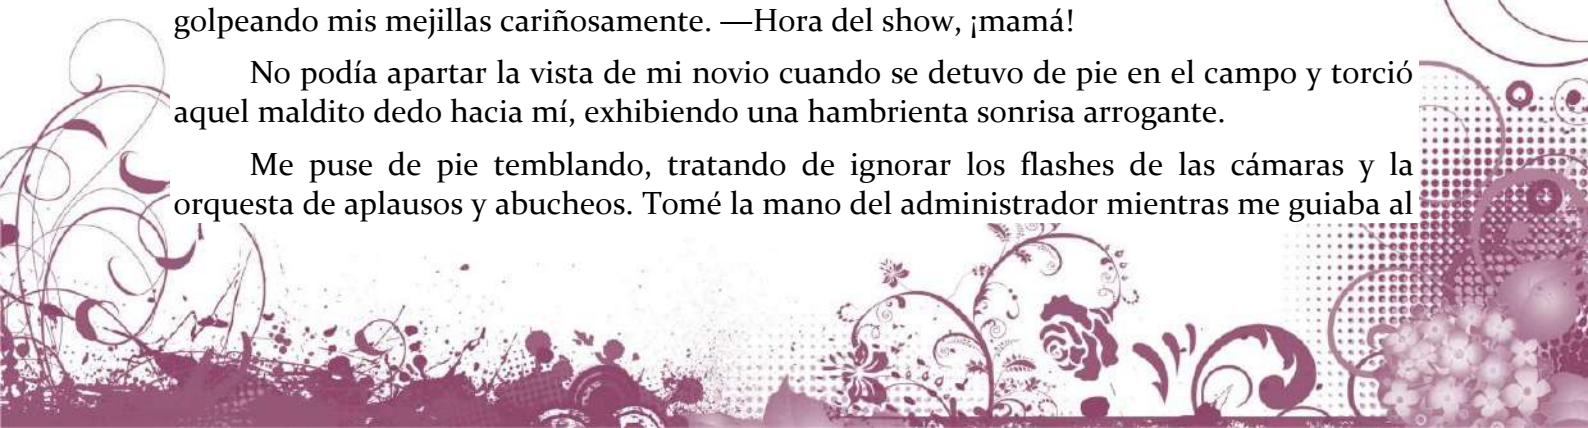 golpeando mis mejillas cariñosamente. —Hora del show, ¡mamá!
No podía apartar la vista de mi novio cuando se detuvo de pie en el campo y torció
aquel maldito dedo hacia mí, exhibiendo una hambrienta sonrisa arrogante.
Me puse de pie temblando, tratando de ignorar los flashes de las cámaras y la
orquesta de aplausos y abucheos. Tomé la mano del administrador mientras me guiaba al